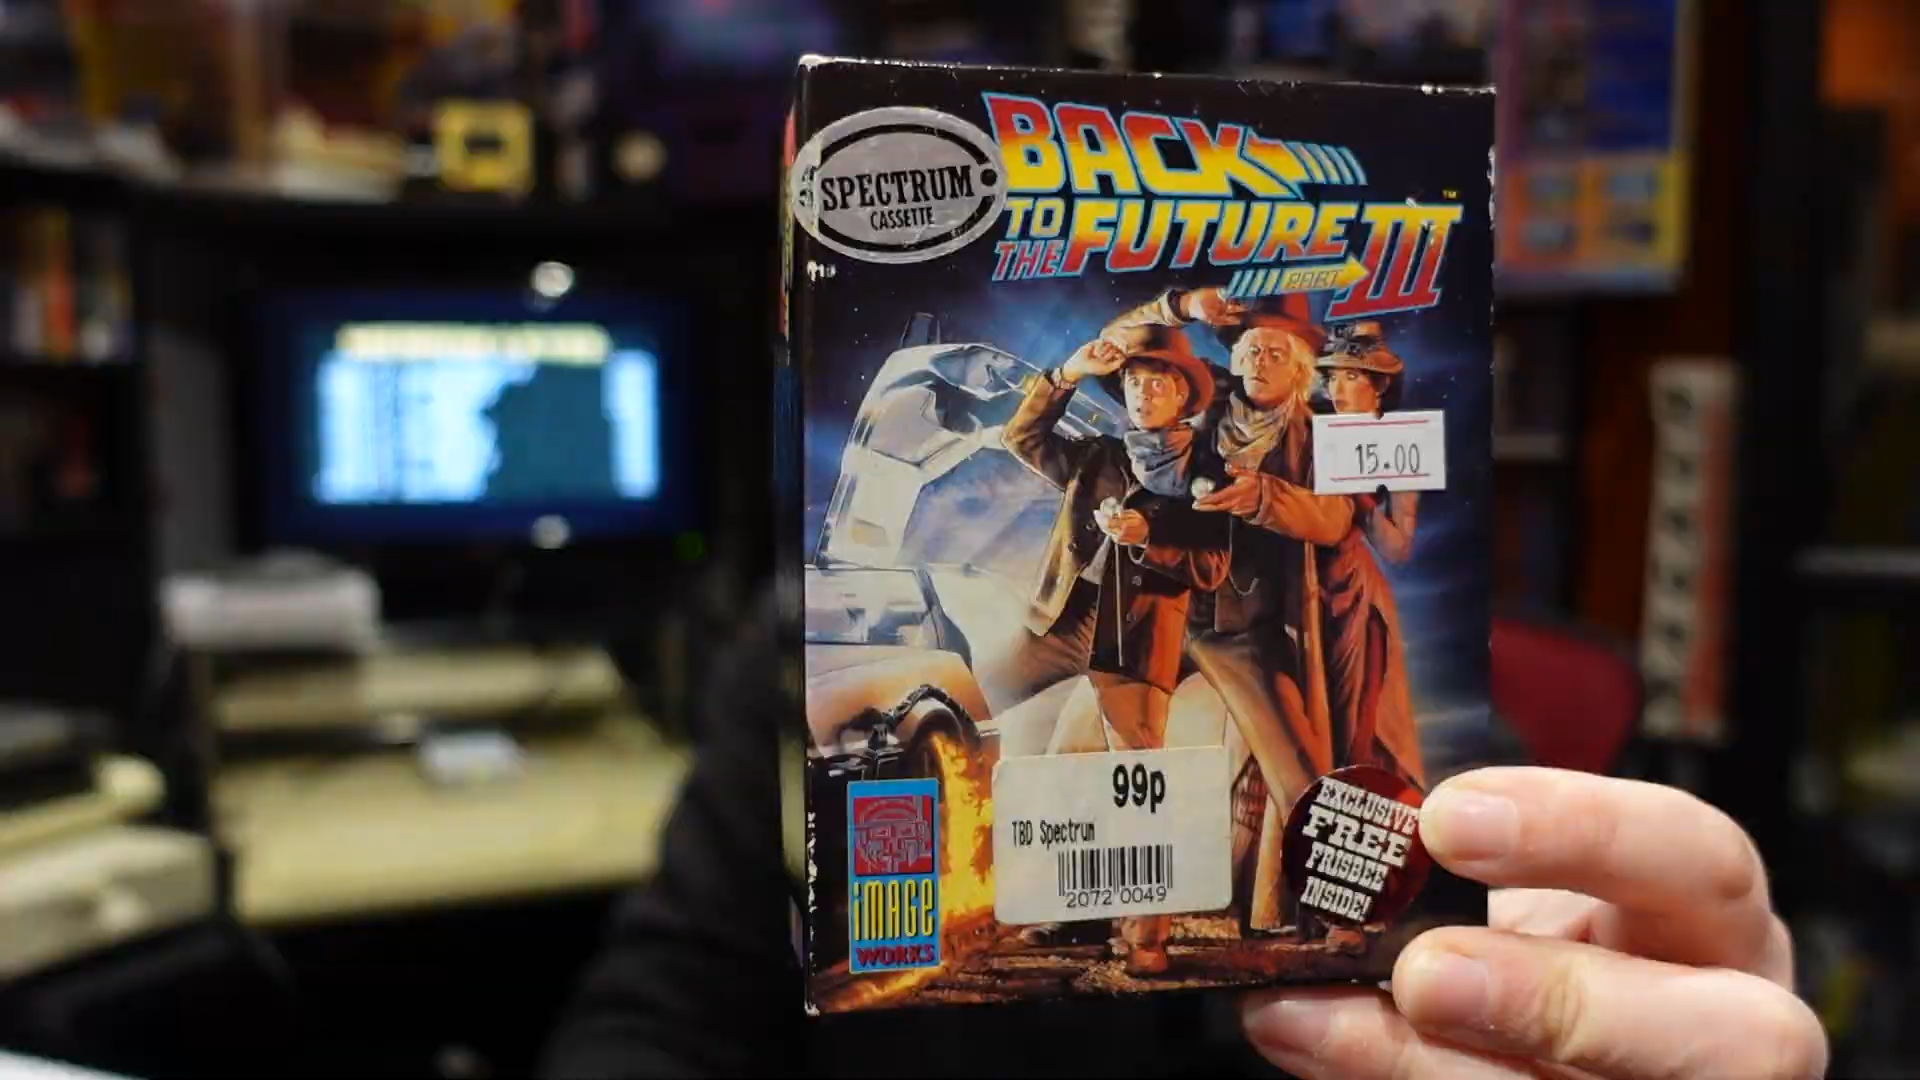 SPECTRUM
CASSETTE
BACK
TO
THE FUTURE III
PART
TM
15.00
99p
TBD Spectrum
2072 0049
EXCLUSIVE
FREE
FRISBEE
INSIDE!
iMAGE
WORKS